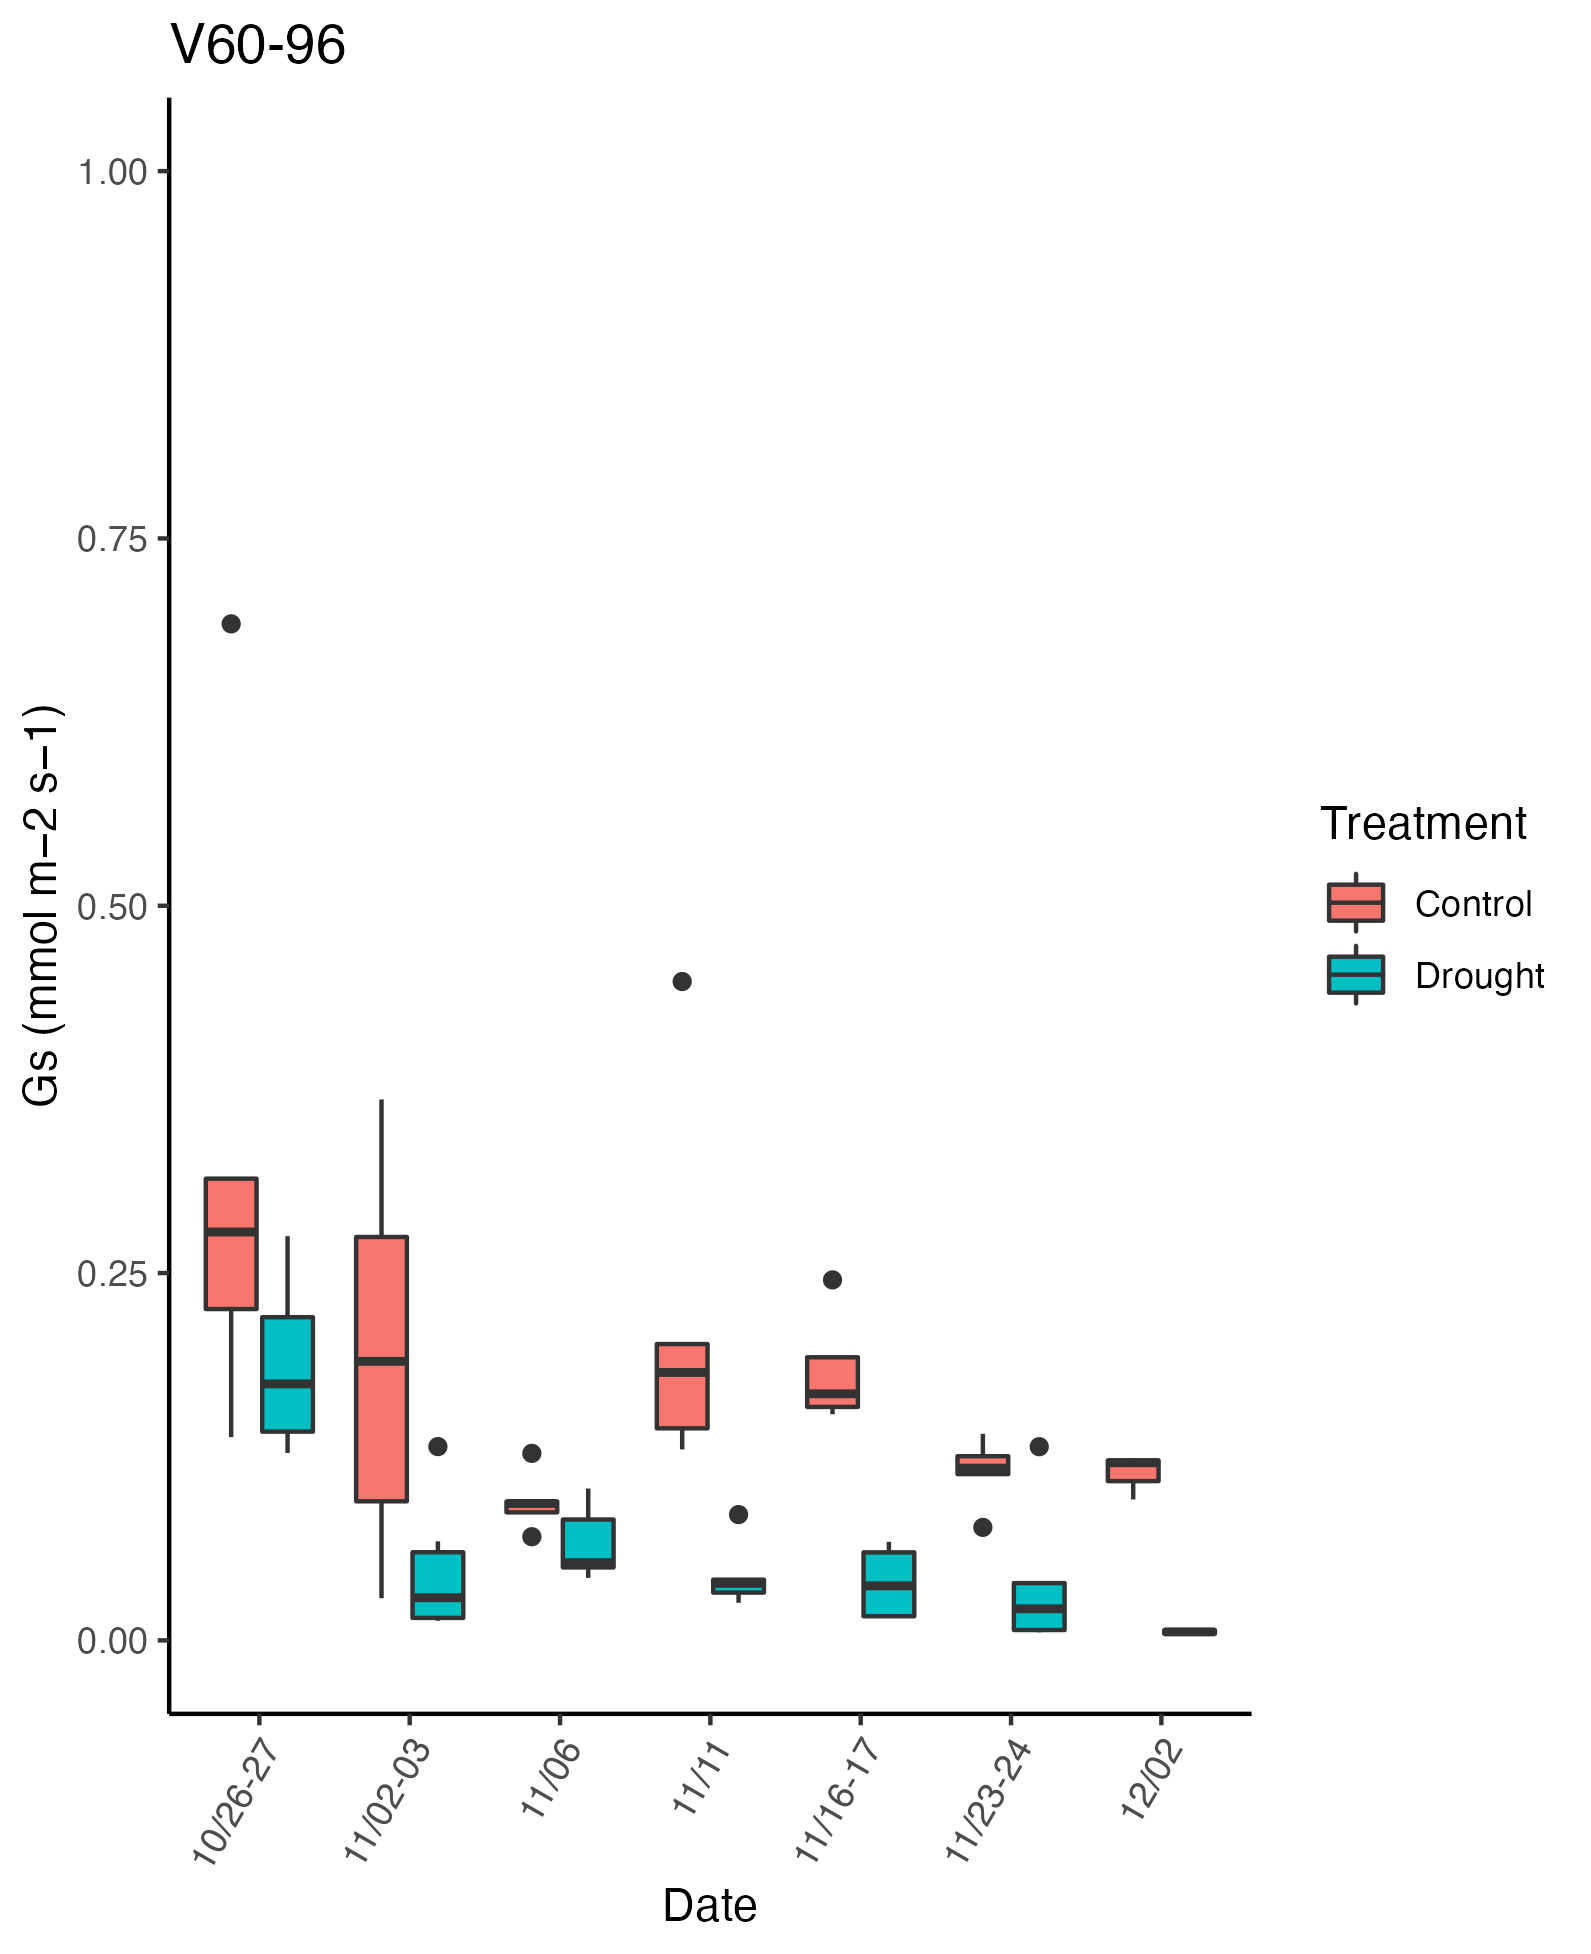 V60-96
1.00
0.75
0.50
0.25
0.00
Gs (mmol m−2 s−1)
10/26-27
11/02-03
11/06
11/11
11/16-17
11/23-24
12/02
Date
Treatment
Control
Drought